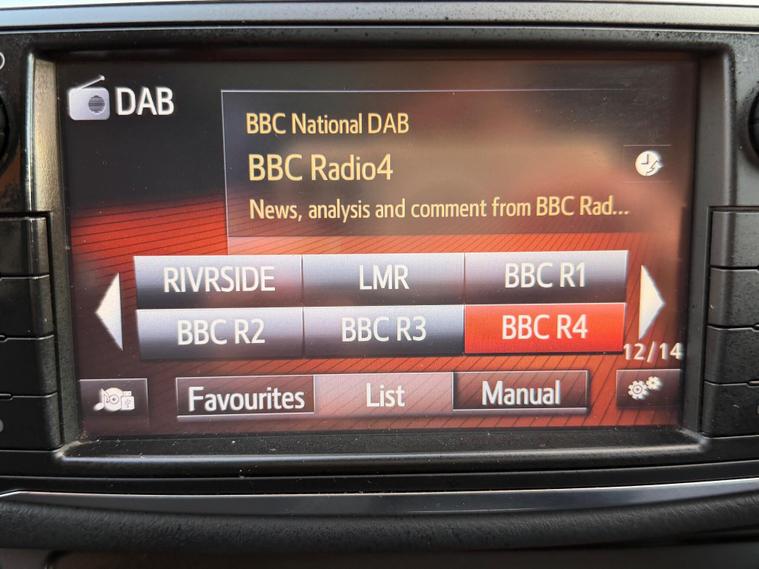 DAB
BBC National DAB
BBC Radio4
News, analysis and comment from BBC Rad...
RIVRSIDE LMR BBC R1
BBC R2 BBC R3 BBC R4
12/14
Favourites List Manual